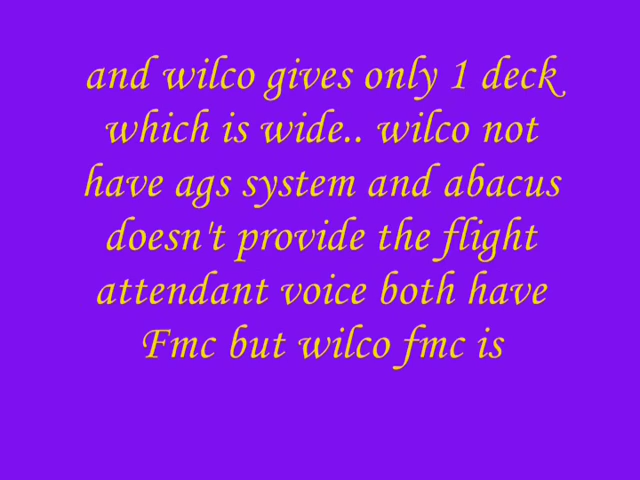 and wilco gives only 1 deck
which is wide.. wilco not
have ags system and abacus
doesn't provide the flight
attendant voice both have
Fmc but wilco fmc is